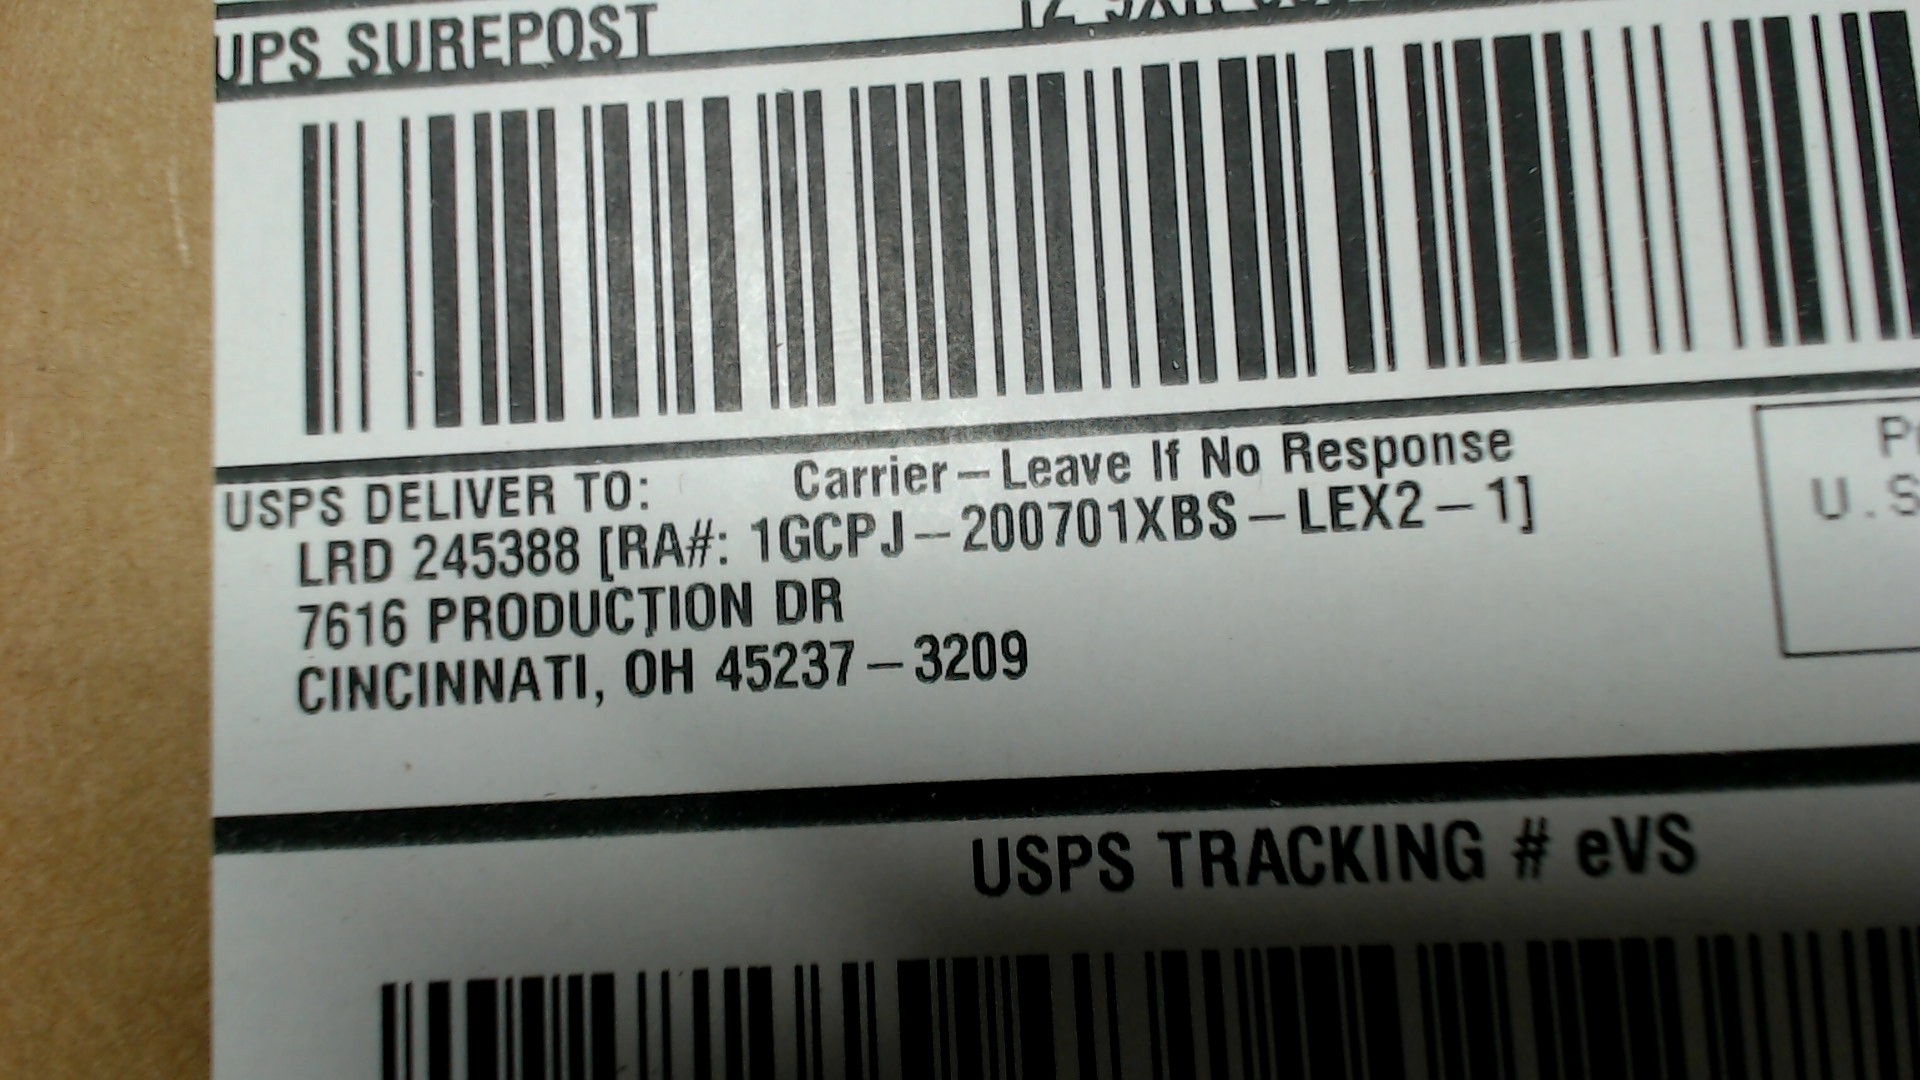 UPS SUREPOST
USPS DELIVER TO:
Carrier – Leave If No Response
LRD 245388 [RA#: 1GCPJ – 200701XBS – LEX2 – 1]
7616 PRODUCTION DR
CINCINNATI, OH 45237 – 3209
USPS TRACKING # eVS